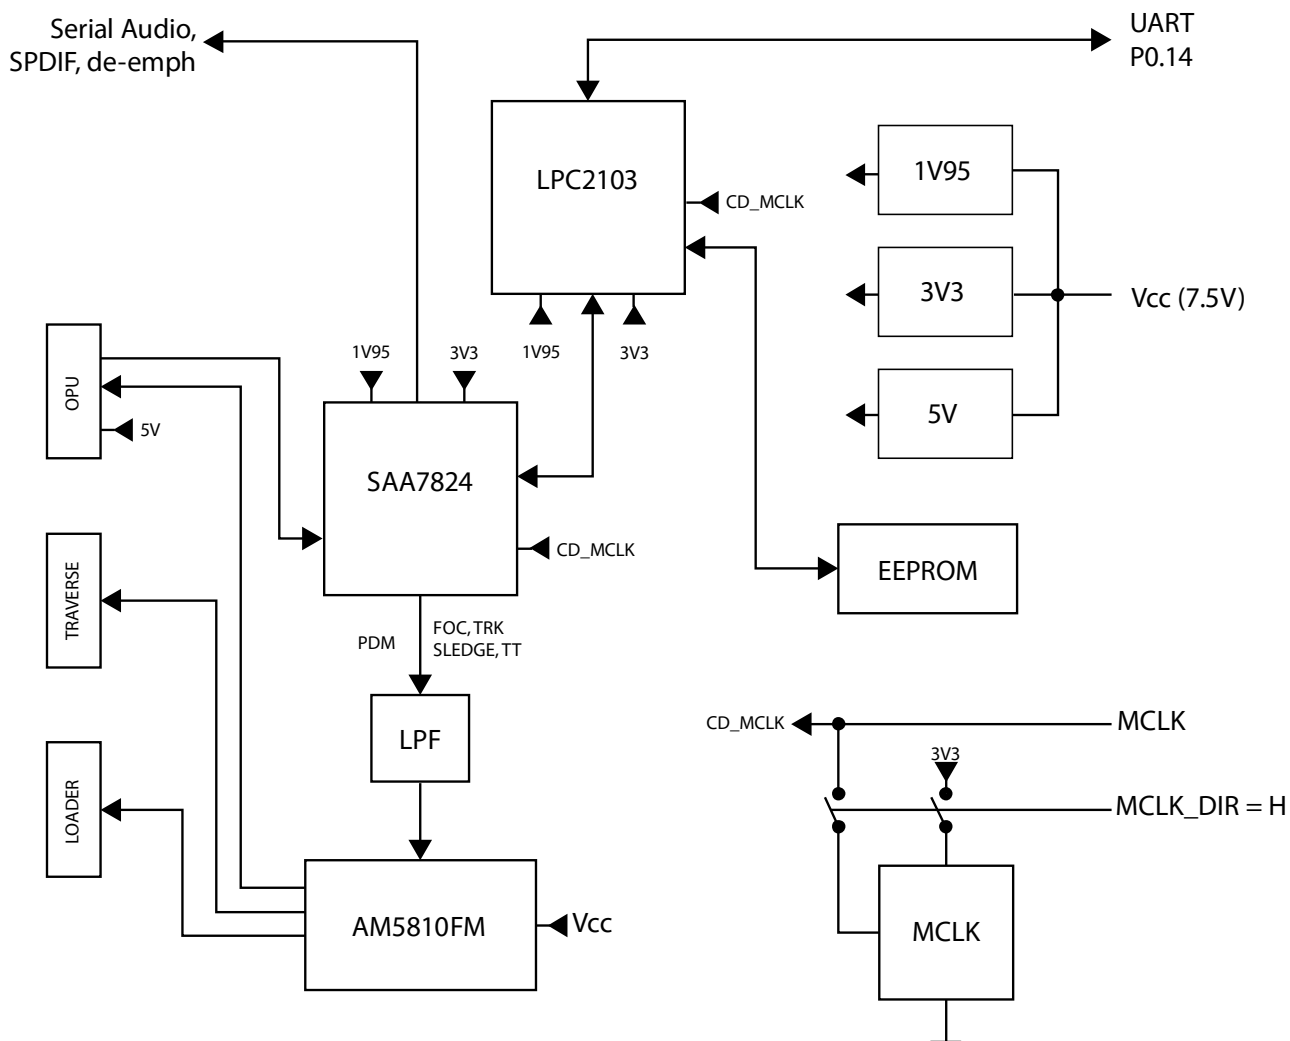 Serial Audio,
SPDIF, de-emph
UART
P0.14
LPC2103
CD_MCLK
1V95
3V3
1V95
3V3
5V
Vcc (7.5V)
OPU
5V
1V95
3V3
SAA7824
CD_MCLK
TRAVERSE
EEPROM
PDM
FOC, TRK
SLEDGE, TT
LPF
LOADER
AM5810FM
Vcc
CD_MCLK
MCLK
3V3
MCLK_DIR = H
MCLK